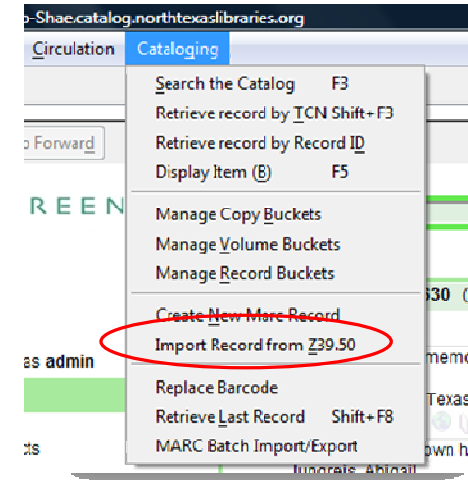 o-Shae.catalog.northtexaslibraries.org
Circulation Cataloging
Search the Catalog F3
Retrieve record by TCN Shift+F3
o Forward
Retrieve record by Record ID
Display Item (B) F5
REEN
Manage Copy Buckets
Manage Volume Buckets
Manage Record Buckets
630 (
Create New Marc Record
Import Record from Z39.50
as admin
memo
Replace Barcode
Texas
Retrieve Last Record Shift+F8
cts
MARC Batch Import/Export
own h
Jungreis, Abigail